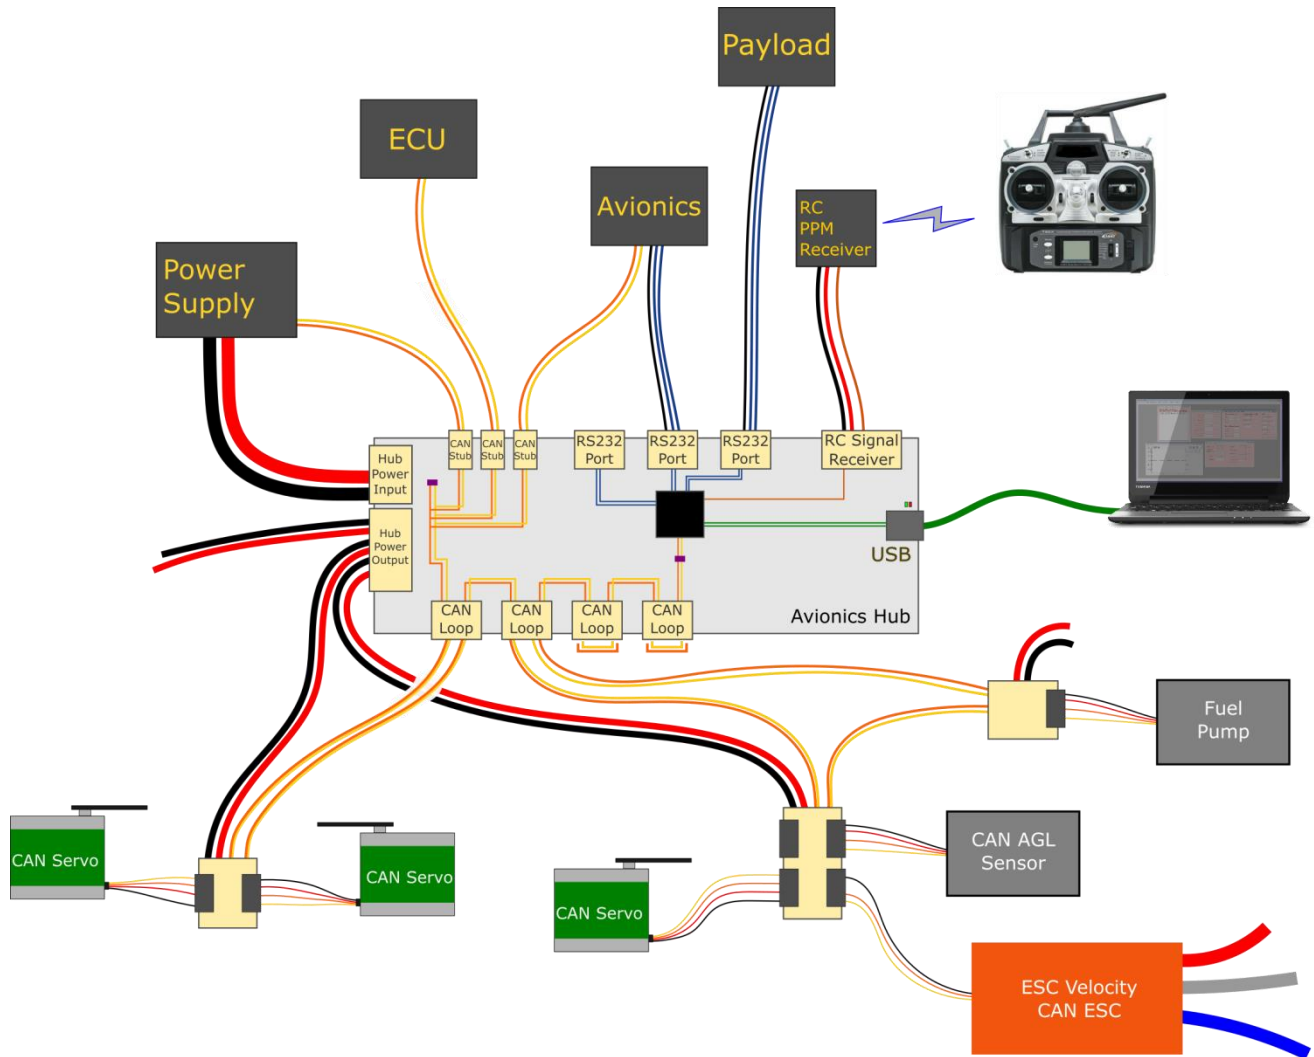 Payload
ECU
Avionics
RC
PPM
Receiver
Power
Supply
CAN
Stub
CAN
Stub
CAN
Stub
RS232
Port
RS232
Port
RS232
Port
RC Signal
Receiver
Hub
Power
Input
Hub
Power
Output
USB
CAN
Loop
CAN
Loop
CAN
Loop
CAN
Loop
Avionics Hub
Fuel
Pump
CAN Servo
CAN Servo
CAN AGL
Sensor
CAN Servo
ESC Velocity
CAN ESC